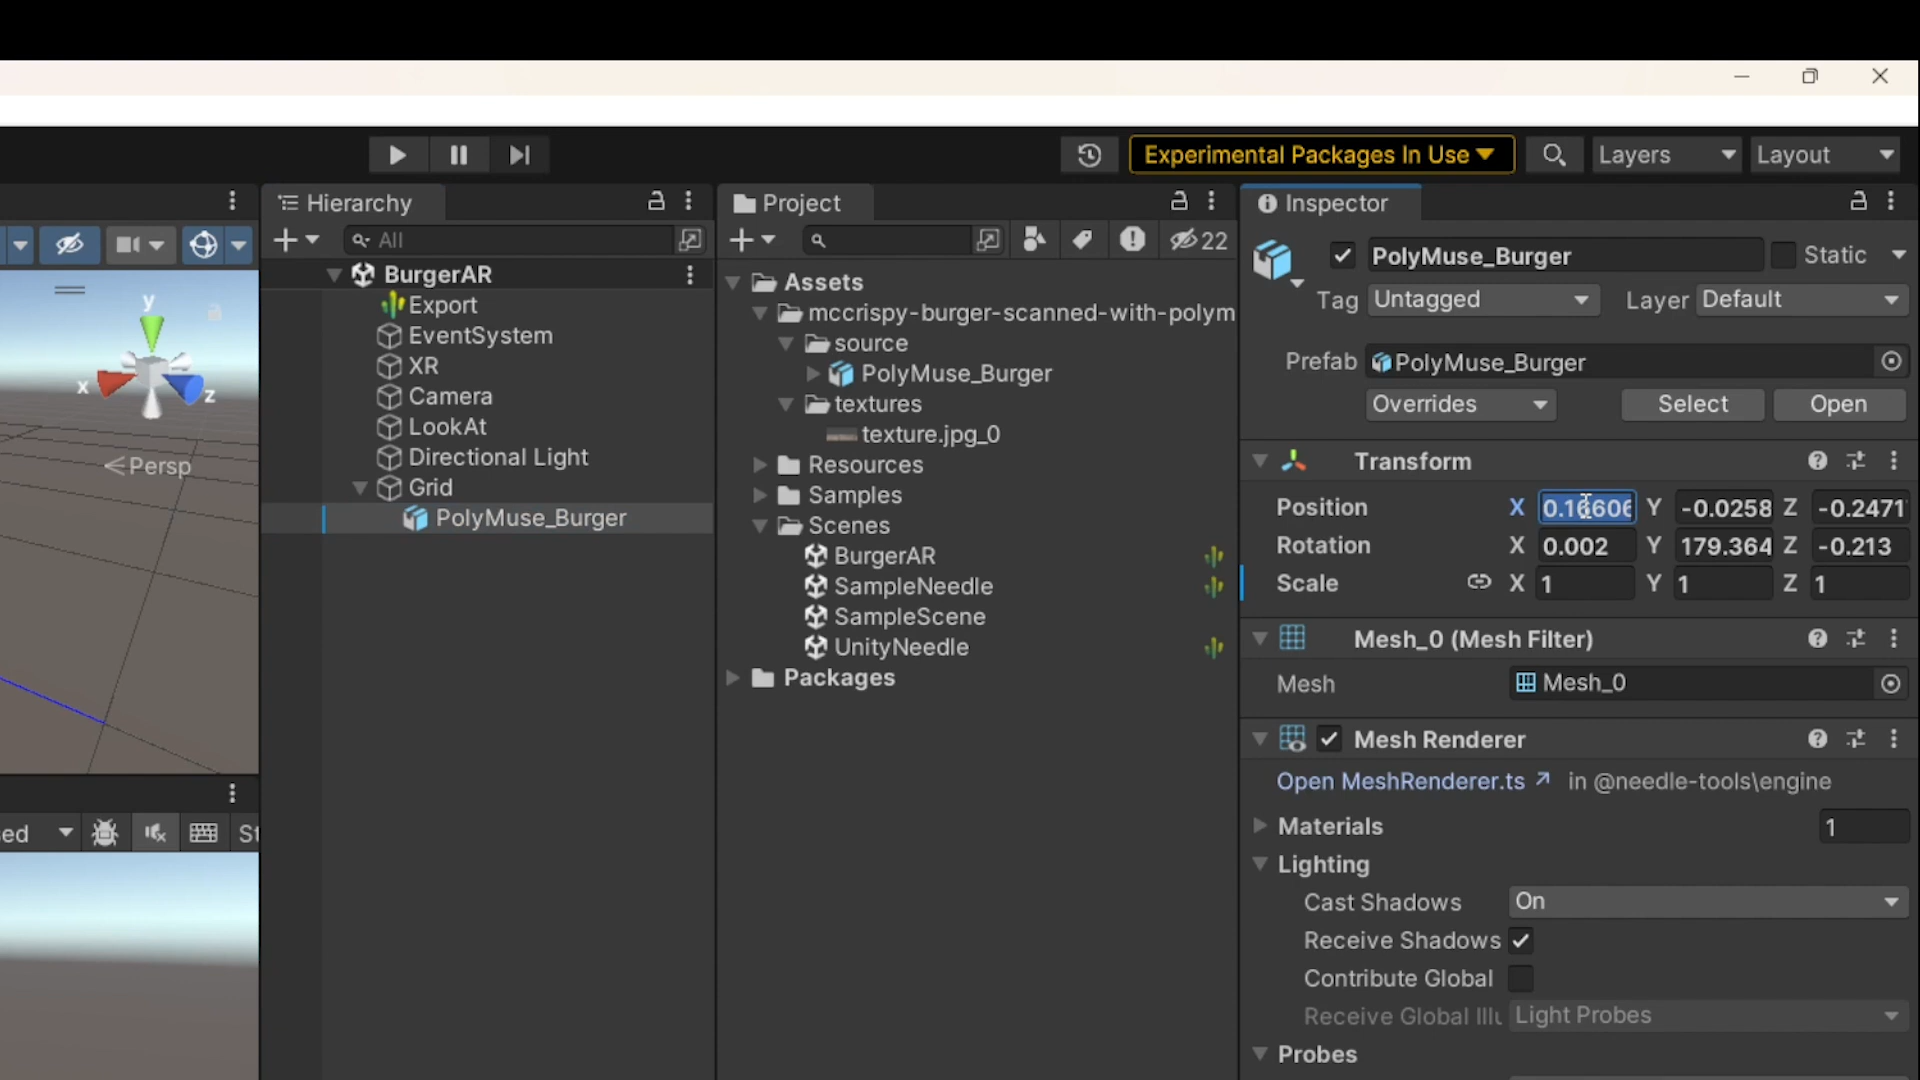 Experimental Packages In Use
Layers
Layout
Hierarchy
All
BurgerAR
Export
EventSystem
XR
Camera
LookAt
Directional Light
Grid
PolyMuse_Burger
y
x
z
Persp
ed
St
Project
22
Assets
mccrispy-burger-scanned-with-polym
source
PolyMuse_Burger
textures
texture.jpg_0
Resources
Samples
Scenes
BurgerAR
SampleNeedle
SampleScene
UnityNeedle
Packages
Inspector
PolyMuse_Burger Static
Tag Untagged Layer Default
Prefab PolyMuse_Burger
Overrides Select Open
Transform
Position X 0.16606 Y -0.0258 Z -0.2471
Rotation X 0.002 Y 179.364 Z -0.213
Scale X 1 Y 1 Z 1
Mesh_0 (Mesh Filter)
Mesh Mesh_0
Mesh Renderer
Open MeshRenderer.ts ↗ in @needle-tools\engine
Materials 1
Lighting
Cast Shadows On
Receive Shadows
Contribute Global
Receive Global Illu Light Probes
Probes